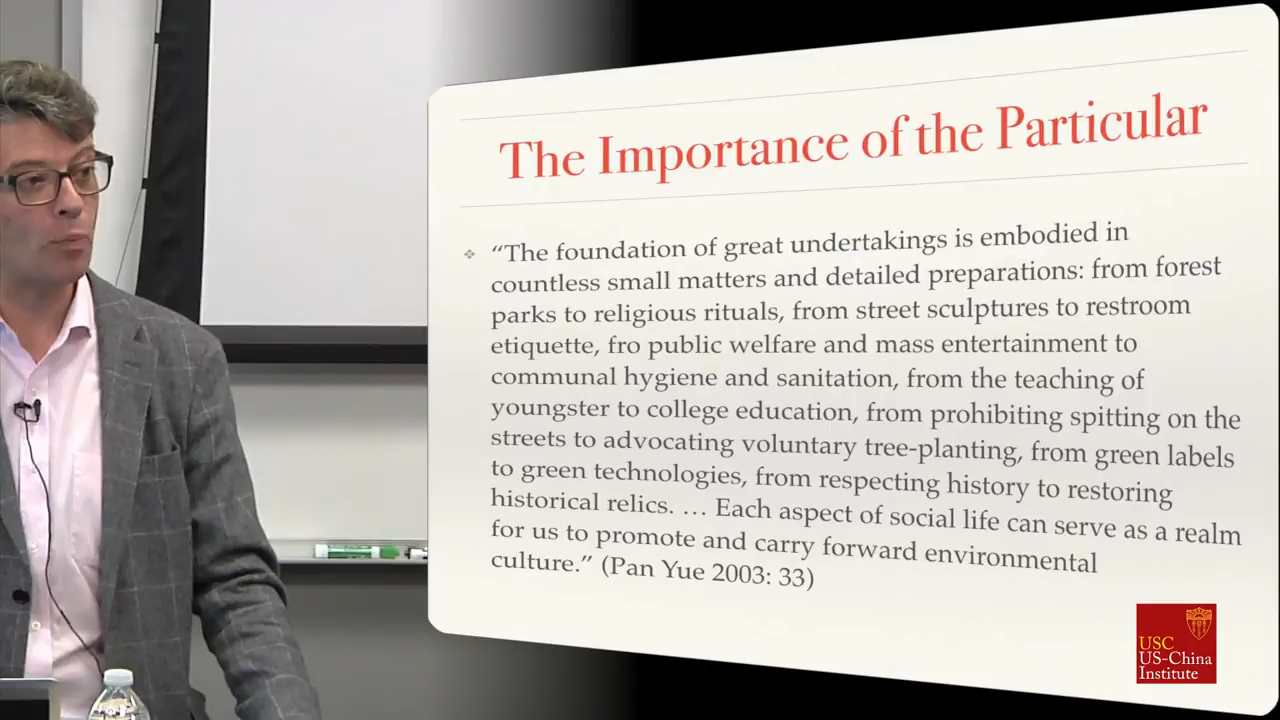 The Importance of the Particular
“The foundation of great undertakings is embodied in
countless small matters and detailed preparations: from forest
parks to religious rituals, from street sculptures to restroom
etiquette, fro public welfare and mass entertainment to
communal hygiene and sanitation, from the teaching of
youngster to college education, from prohibiting spitting on the
streets to advocating voluntary tree-planting, from green labels
to green technologies, from respecting history to restoring
historical relics. … Each aspect of social life can serve as a realm
for us to promote and carry forward environmental
culture.” (Pan Yue 2003: 33)
USC
US-China
Institute